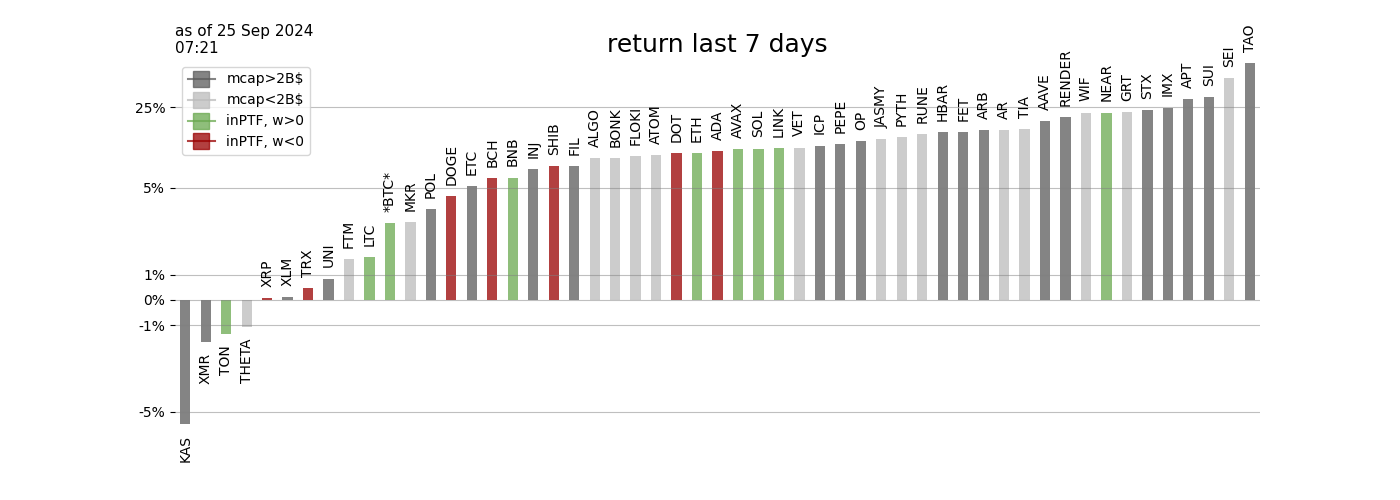 as of 25 Sep 2024
07:21
return last 7 days
mcap>2B$
mcap<2B$
inPTF, w>0
inPTF, w<0
25%
5%
1%
0%
-1%
-5%
KAS
XMR
TON
THETA
XRP
XLM
TRX
UNI
FTM
LTC
*BTC*
MKR
POL
DOGE
ETC
BCH
BNB
INJ
SHIB
FIL
ALGO
BONK
FLOKI
ATOM
DOT
ETH
ADA
AVAX
SOL
LINK
VET
ICP
PEPE
OP
JASMY
PYTH
RUNE
HBAR
FET
ARB
AR
TIA
AAVE
RENDER
WIF
NEAR
GRT
STX
IMX
APT
SUI
SEI
TAO